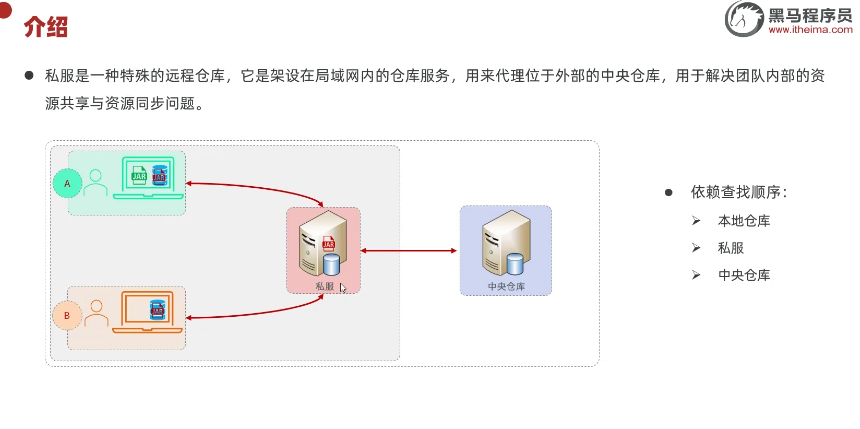 介绍
黑马程序员
www.itheima.com
私服是一种特殊的远程仓库，它是架设在局域网内的仓库服务，用来代理位于外部的中央仓库，用于解决团队内部的资
源共享与资源同步问题。
A
JAR
JAR
JAR
私服
中央仓库
B
JAR
依赖查找顺序：
本地仓库
私服
中央仓库